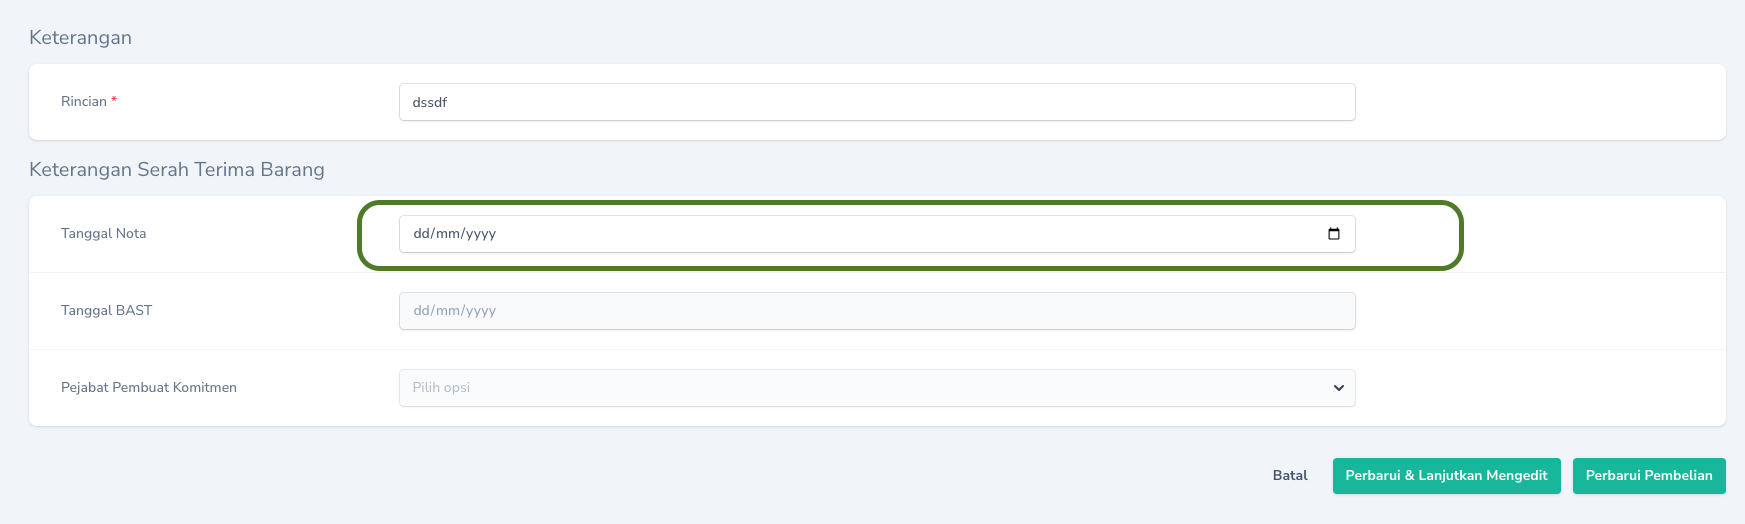 Keterangan
Rincian *
dssdf
Keterangan Serah Terima Barang
Tanggal Nota
dd/mm/yyyy
Tanggal BAST
dd/mm/yyyy
Pejabat Pembuat Komitmen
Pilih opsi
Batal
Perbarui & Lanjutkan Mengedit
Perbarui Pembelian